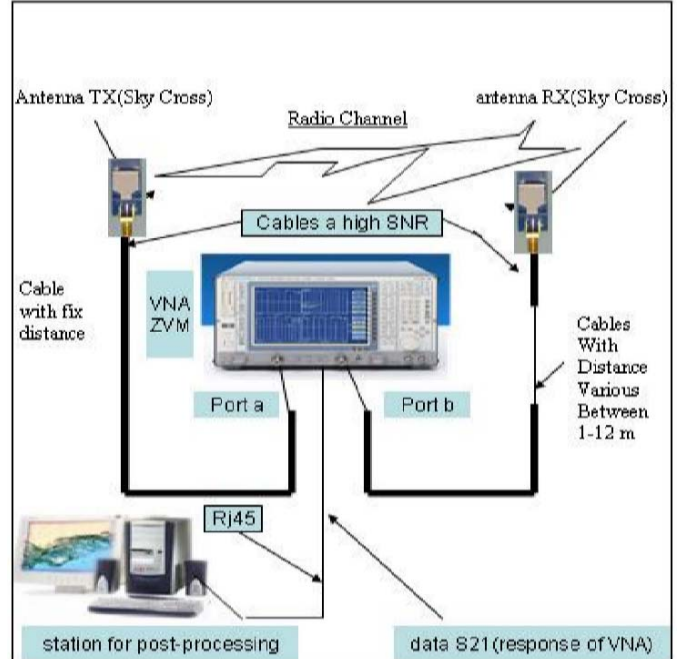 Antenna TX(Sky Cross)
antenna RX(Sky Cross)
Radio Channel
Cables a high SNR
Cable
with fix
distance
VNA
ZVM
Cables
With
Distance
Various
Between
1-12 m
Port a
Port b
Rj45
station for post-processing
data S21(response of VNA)